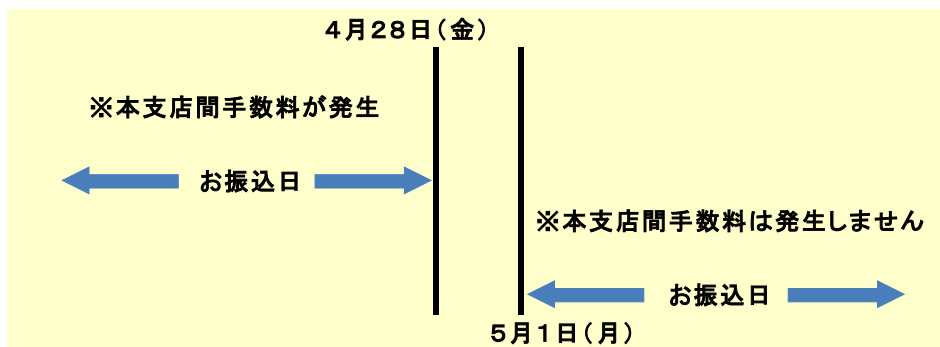 ４月２８日（金）
※本支店間手数料が発生
お振込日
※本支店間手数料は発生しません
お振込日
５月１日（月）